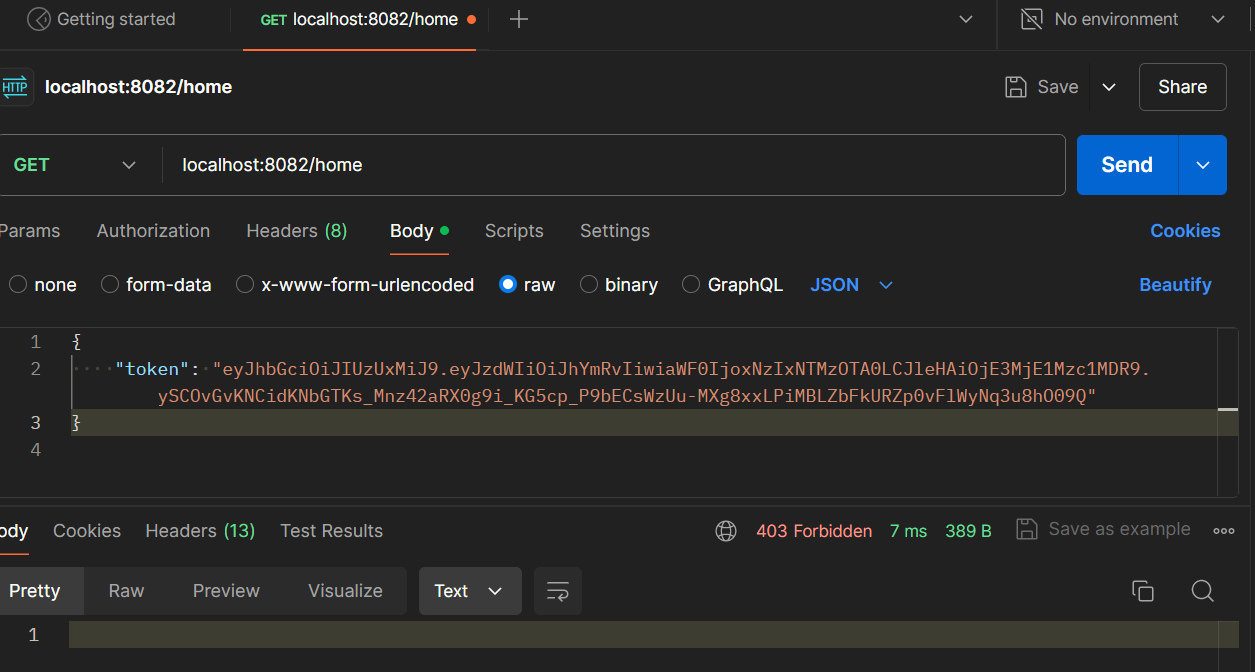 Getting started
GET localhost:8082/home
No environment
HTTP localhost:8082/home
Save
Share
GET
localhost:8082/home
Send
Params
Authorization
Headers (8)
Body
Scripts
Settings
Cookies
none
form-data
x-www-form-urlencoded
raw
binary
GraphQL
JSON
Beautify
1 {
2 "token": "eyJhbGciOiJIUzUxMiJ9.eyJzdWIiOiJhYmRvIiwiaWF0IjoxNzIxNTMzOTA0LCJleHAiOjE3MjE1Mzc1MDR9.
ySCOvGvKNCidKNbGTKs_Mnz42aRX0g9i_KG5cp_P9bECsWzUu-MXg8xxLPiMBLZbFkURZp0vFlWyNq3u8hO09Q"
3 }
4
ody
Cookies
Headers (13)
Test Results
403 Forbidden
7 ms
389 B
Save as example
Pretty
Raw
Preview
Visualize
Text
1